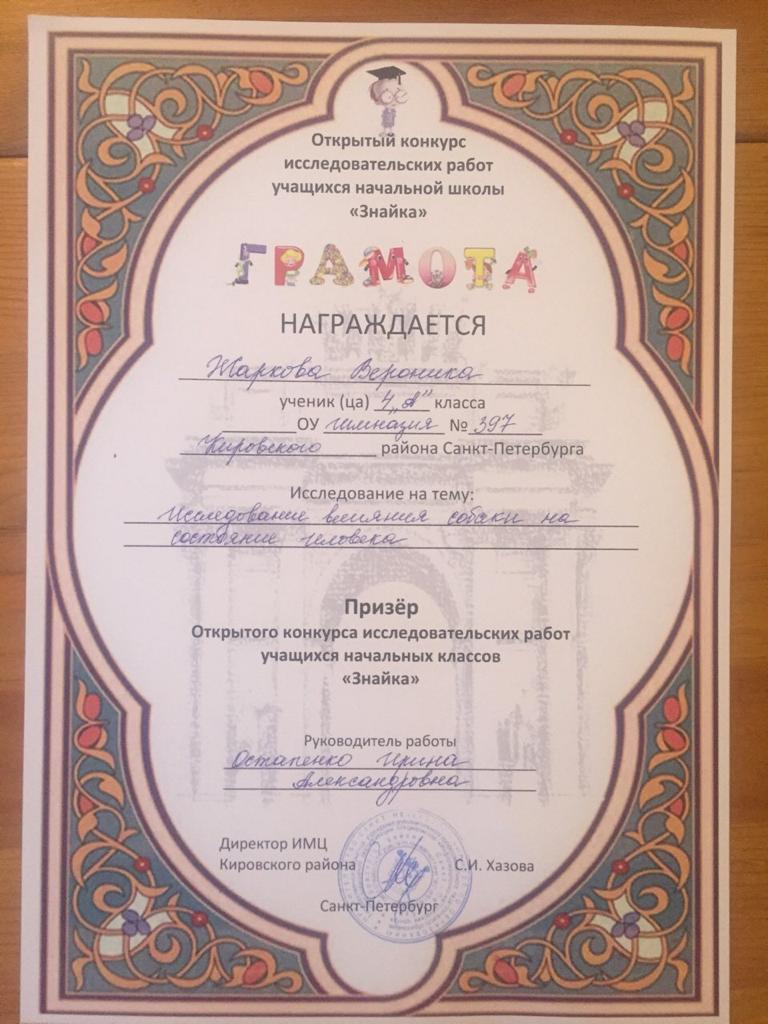 Открытый конкурс
исследовательских работ
учащихся начальной школы
«Знайка»
ГРАМОТА
НАГРАЖДАЕТСЯ
Жаркова Вероника
ученик (ца) 4 „А" класса
ОУ гимназия № 397
Кировского района Санкт-Петербурга
Исследование на тему:
Исследование влияния собаки на
состояние человека
Призёр
Открытого конкурса исследовательских работ
учащихся начальных классов
«Знайка»
Руководитель работы
Остапенко Ирина
Александровна
Директор ИМЦ
Кировского района С.И. Хазова
Санкт-Петербург